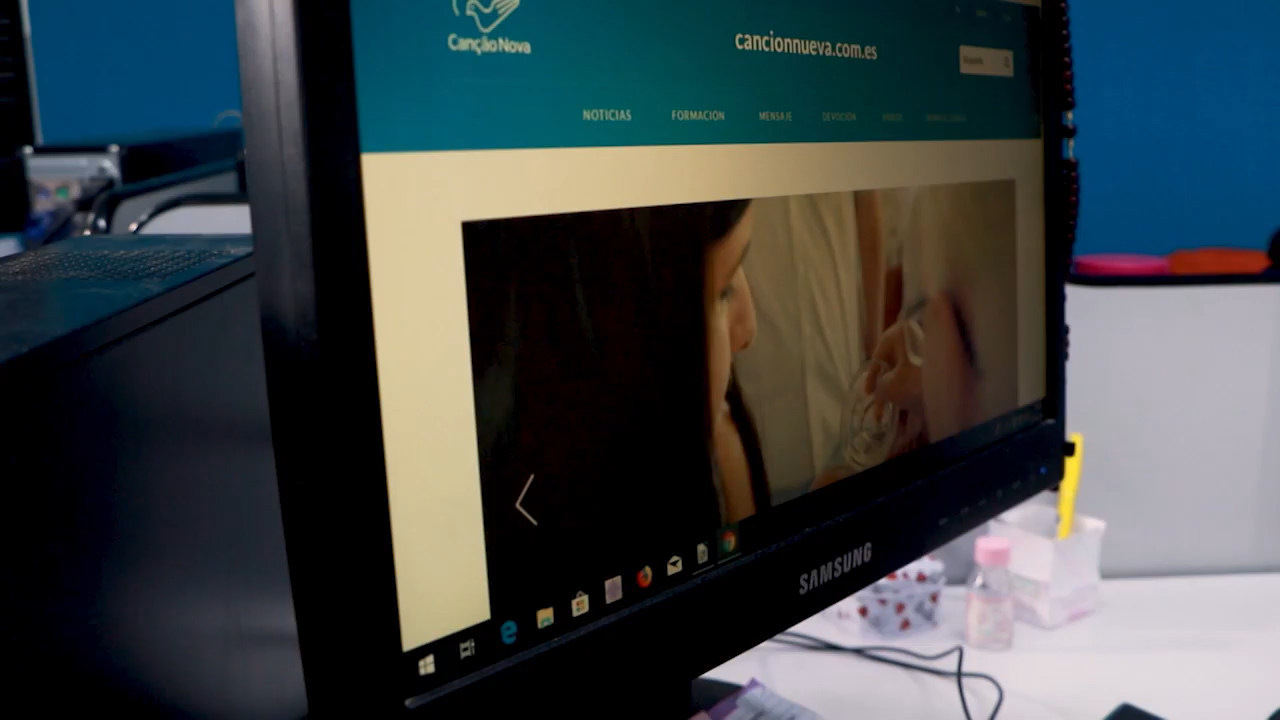 Canção Nova
cancionnueva.com.es
NOTICIAS FORMACION MENSAJE DEVOCIÓN
SAMSUNG